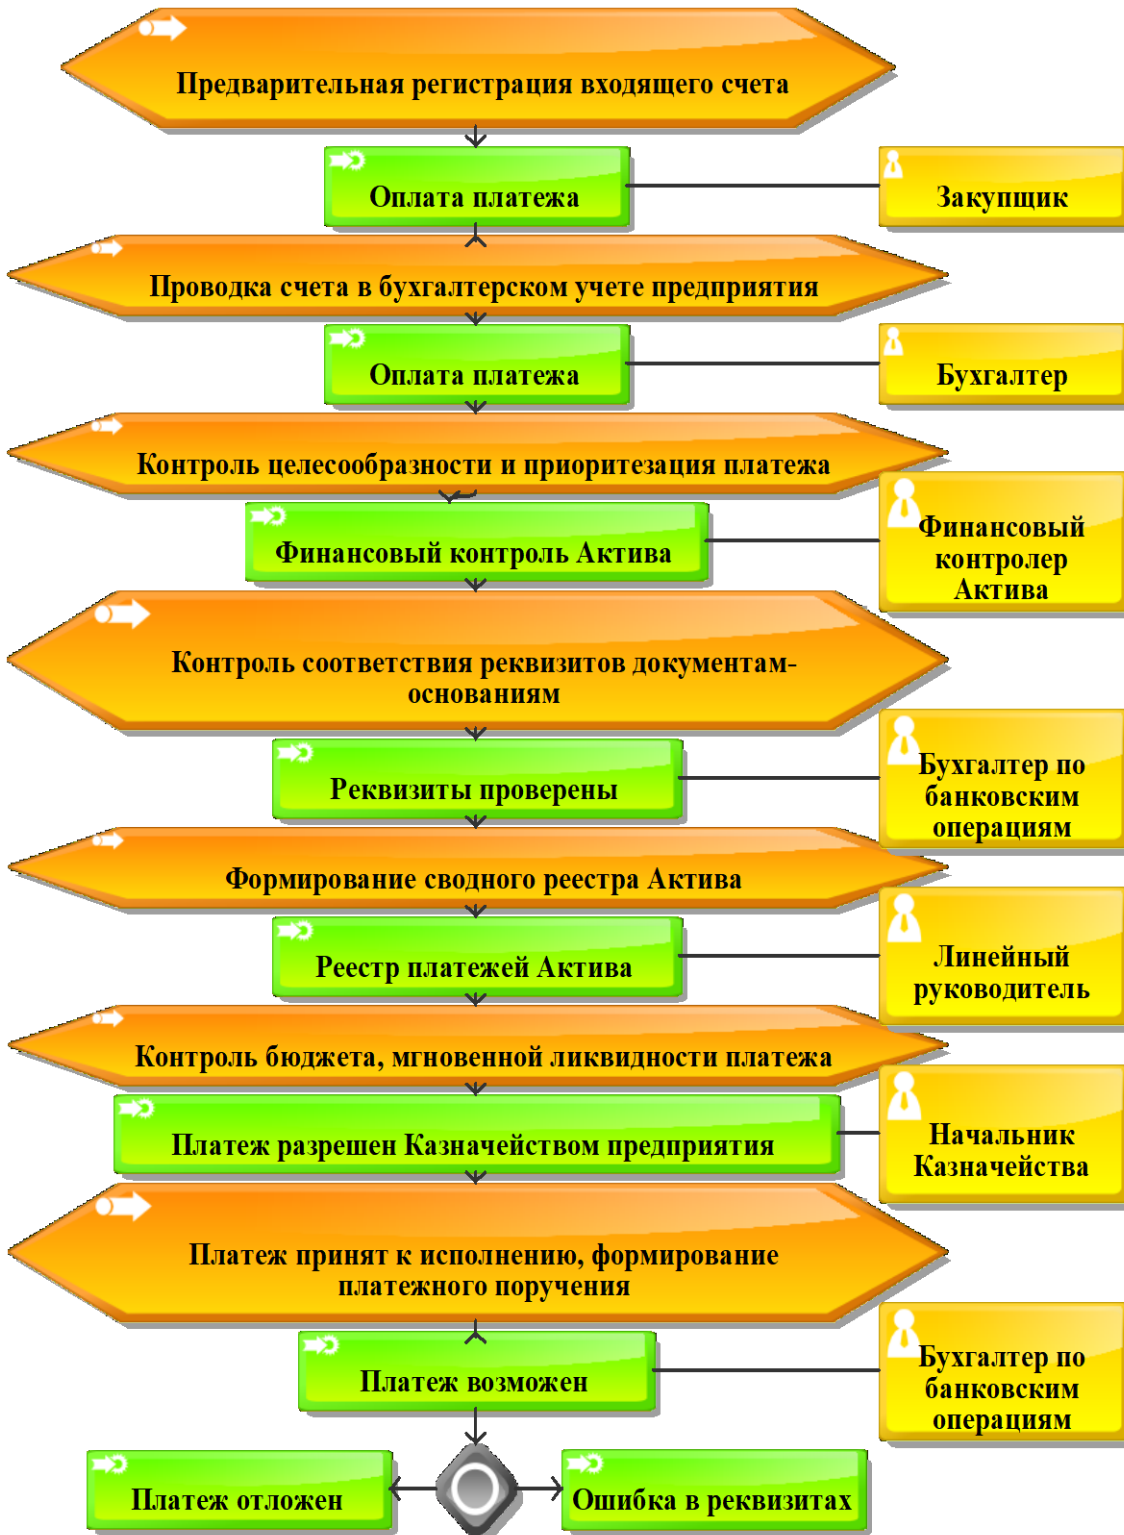 Предварительная регистрация входящего счета
Оплата платежа
Закупщик
Проводка счета в бухгалтерском учете предприятия
Оплата платежа
Бухгалтер
Контроль целесообразности и приоритезация платежа
Финансовый контроль Актива
Финансовый
контролер
Актива
Контроль соответствия реквизитов документам-
основаниям
Реквизиты проверены
Бухгалтер по
банковским
операциям
Формирование сводного реестра Актива
Реестр платежей Актива
Линейный
руководитель
Контроль бюджета, мгновенной ликвидности платежа
Платеж разрешен Казначейством предприятия
Начальник
Казначейства
Платеж принят к исполнению, формирование
платежного поручения
Платеж возможен
Бухгалтер по
банковским
операциям
Платеж отложен
Ошибка в реквизитах